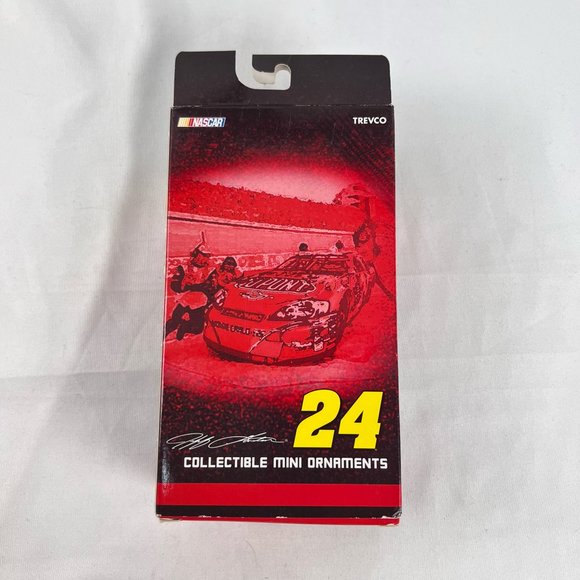 NASCAR
TREVCO
DUPONT
24
COLLECTIBLE MINI ORNAMENTS